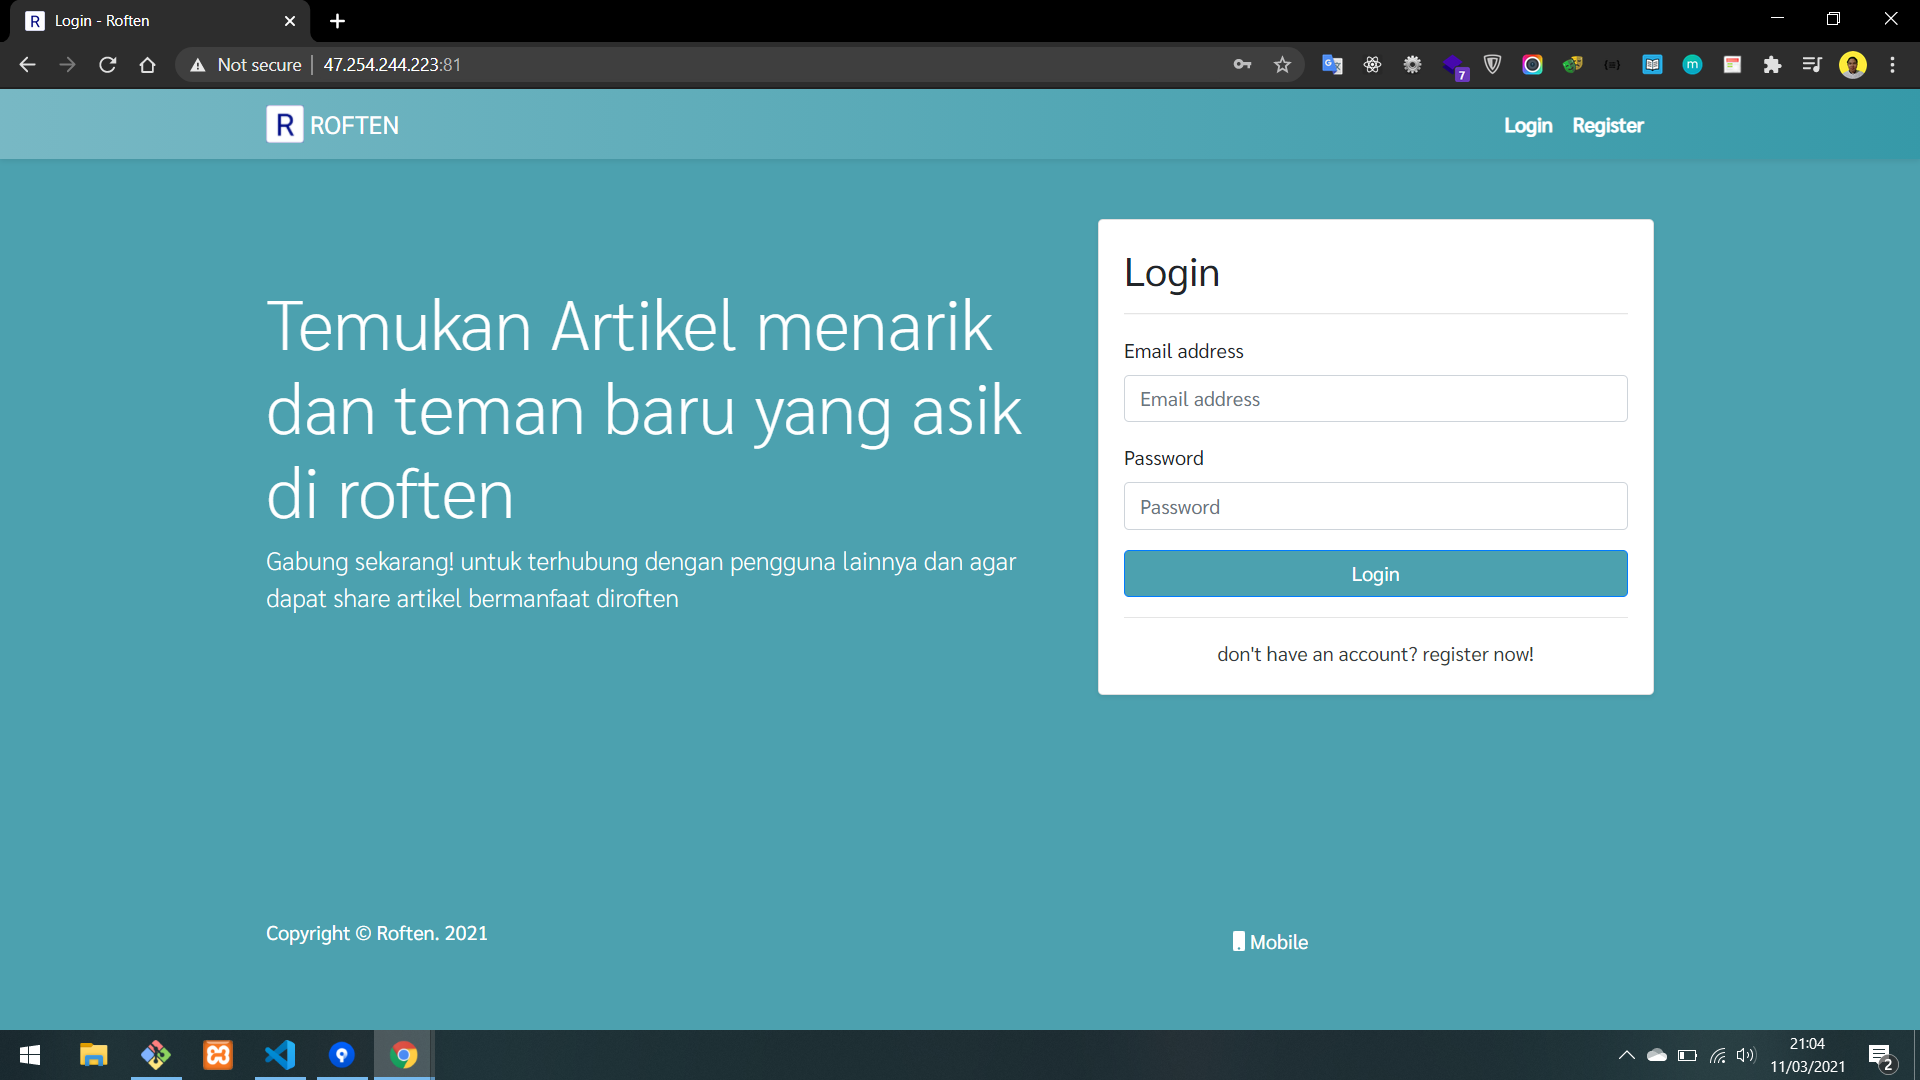 Login - Roften
Not secure 47.254.244.223:81
7
m
R ROFTEN
Login Register
Login
Temukan Artikel menarik
dan teman baru yang asik
di roften
Gabung sekarang! untuk terhubung dengan pengguna lainnya dan agar
dapat share artikel bermanfaat diroften
Email address
Email address
Password
Password
Login
don't have an account? register now!
Copyright © Roften. 2021
Mobile
21:04
11/03/2021
2